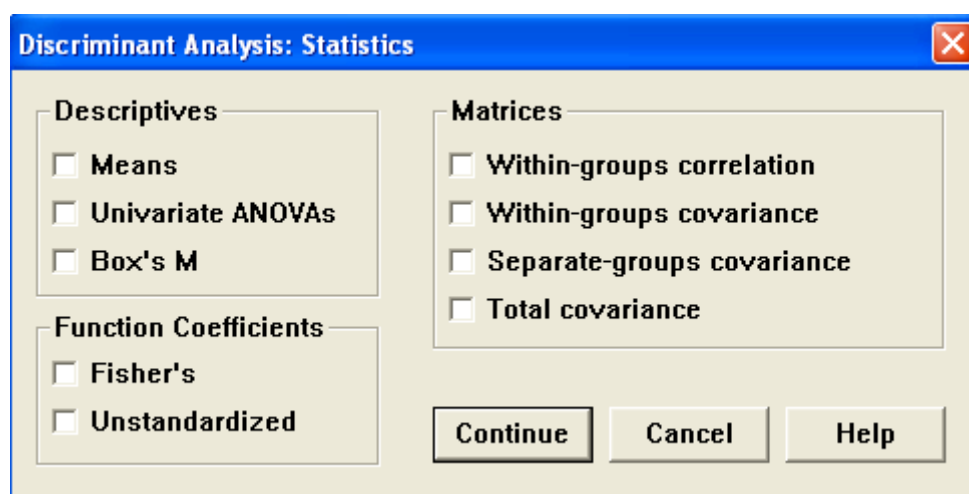 Discriminant Analysis: Statistics
Descriptives
Means
Univariate ANOVAs
Box's M
Function Coefficients
Fisher's
Unstandardized
Matrices
Within-groups correlation
Within-groups covariance
Separate-groups covariance
Total covariance
Continue
Cancel
Help